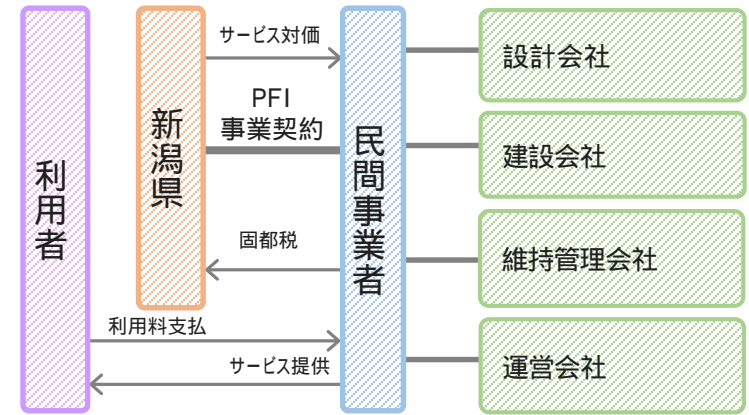 利用者
新潟県
サービス対価
PFI
事業契約
固都税
利用料支払
サービス提供
民間事業者
設計会社
建設会社
維持管理会社
運営会社